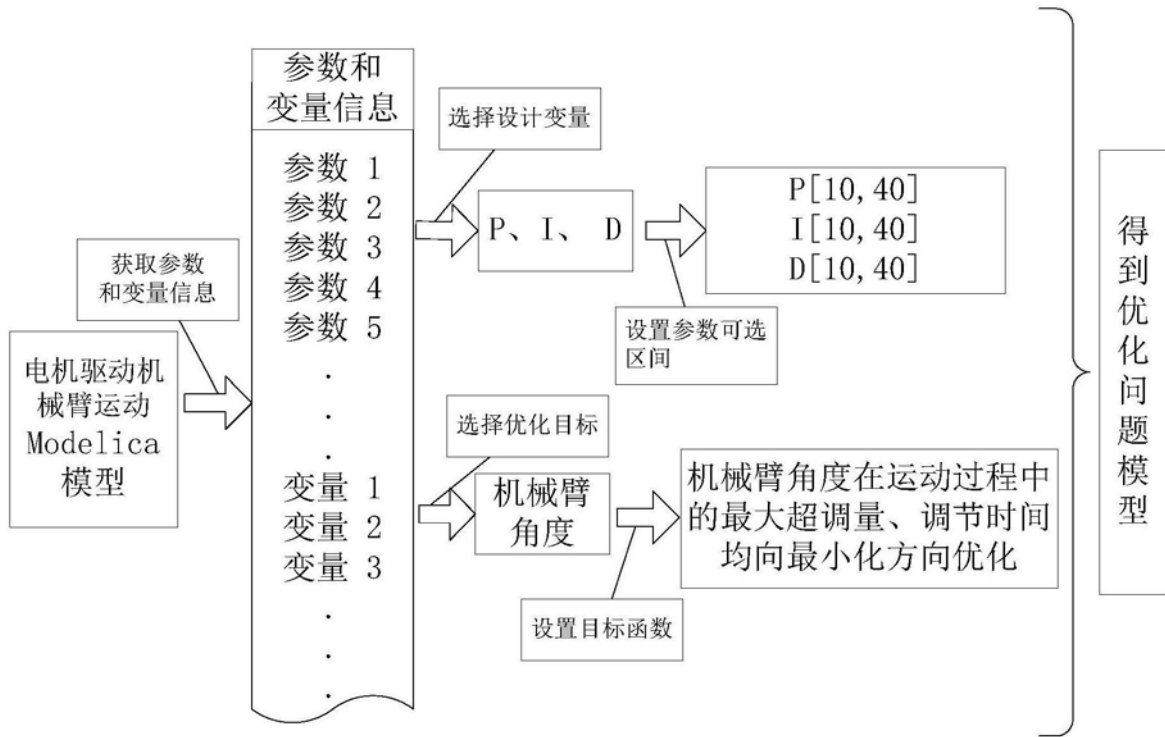 获取参数
和变量信息
电机驱动机
械臂运动
Modelica
模型
参数和
变量信息
参数 1
参数 2
参数 3
参数 4
参数 5
.
.
.
变量 1
变量 2
变量 3
.
.
.
选择设计变量
P、I、 D
设置参数可选
区间
P[10,40]
I[10,40]
D[10,40]
选择优化目标
机械臂
角度
设置目标函数
机械臂角度在运动过程中
的最大超调量、调节时间
均向最小化方向优化
得到优化问题模型